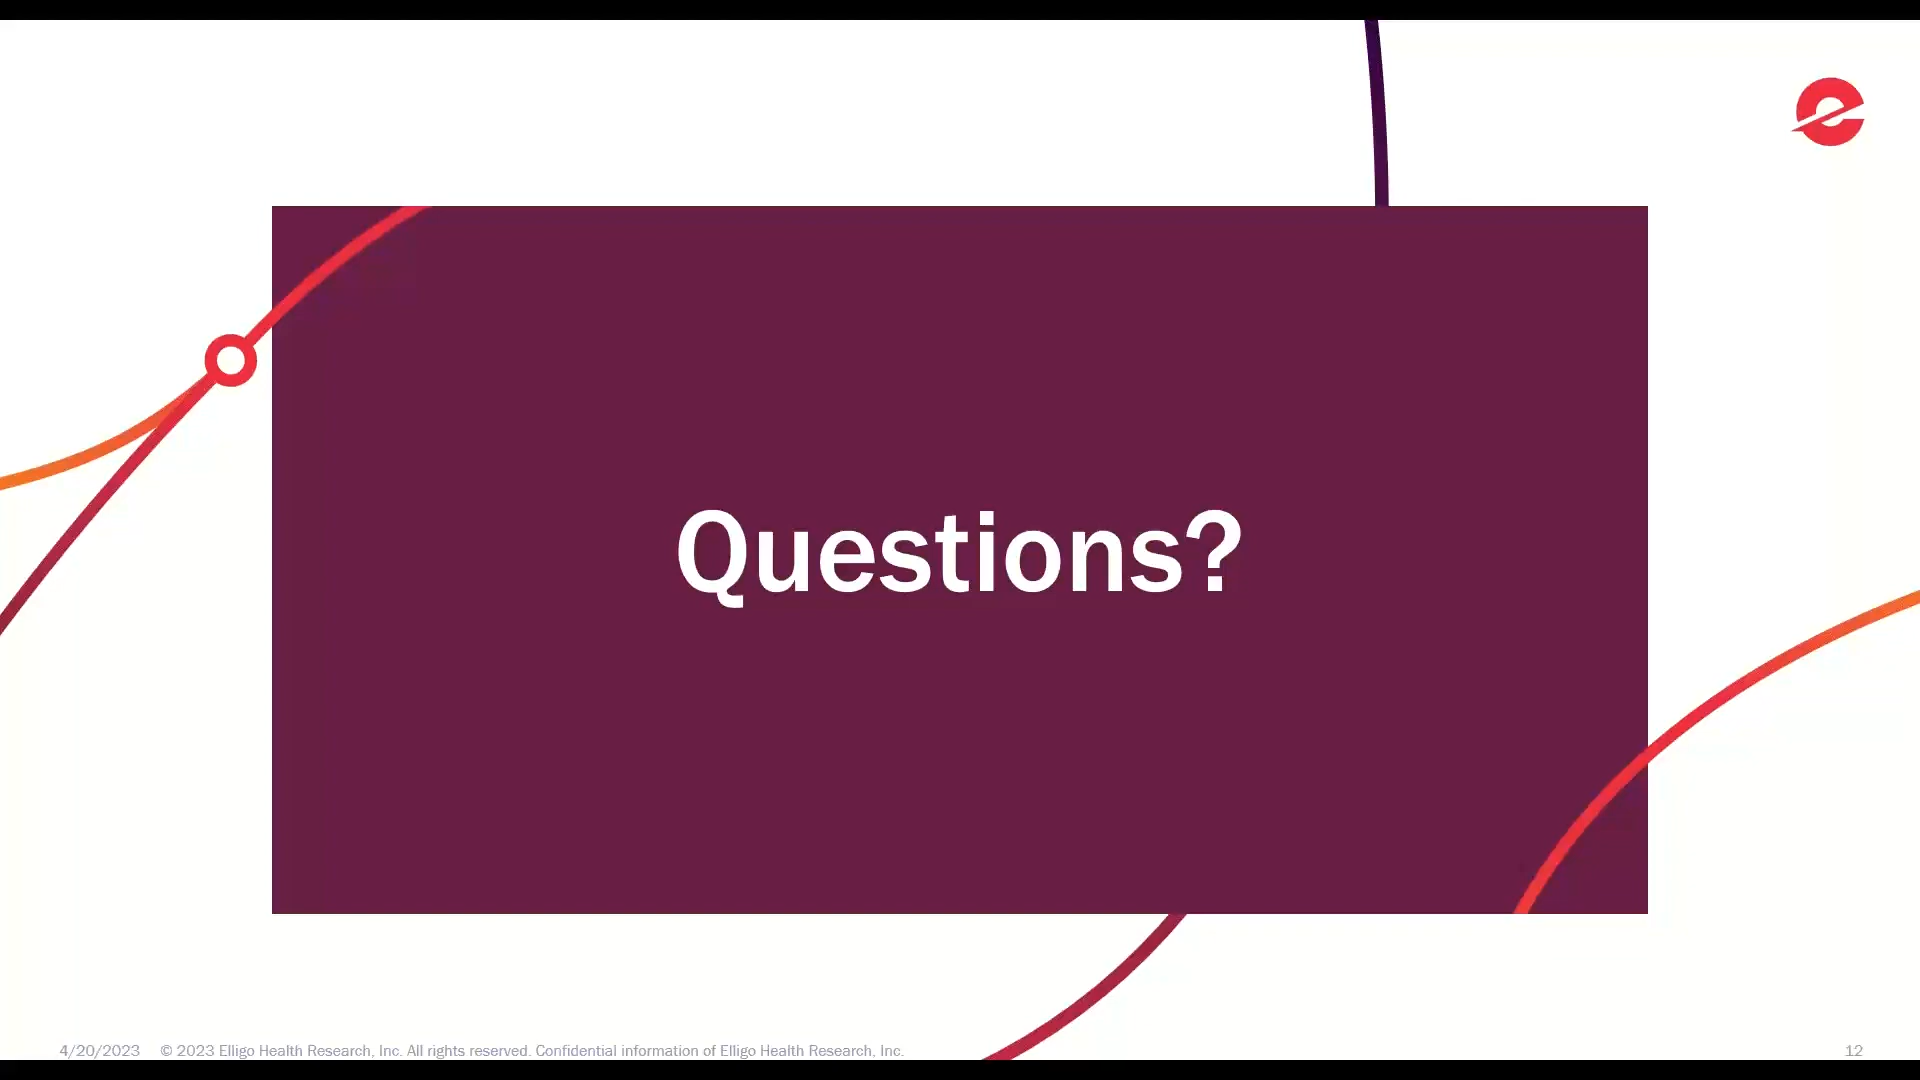 Questions?
4/20/2023 © 2023 Elligo Health Research, Inc. All rights reserved. Confidential information of Elligo Health Research, Inc. 12